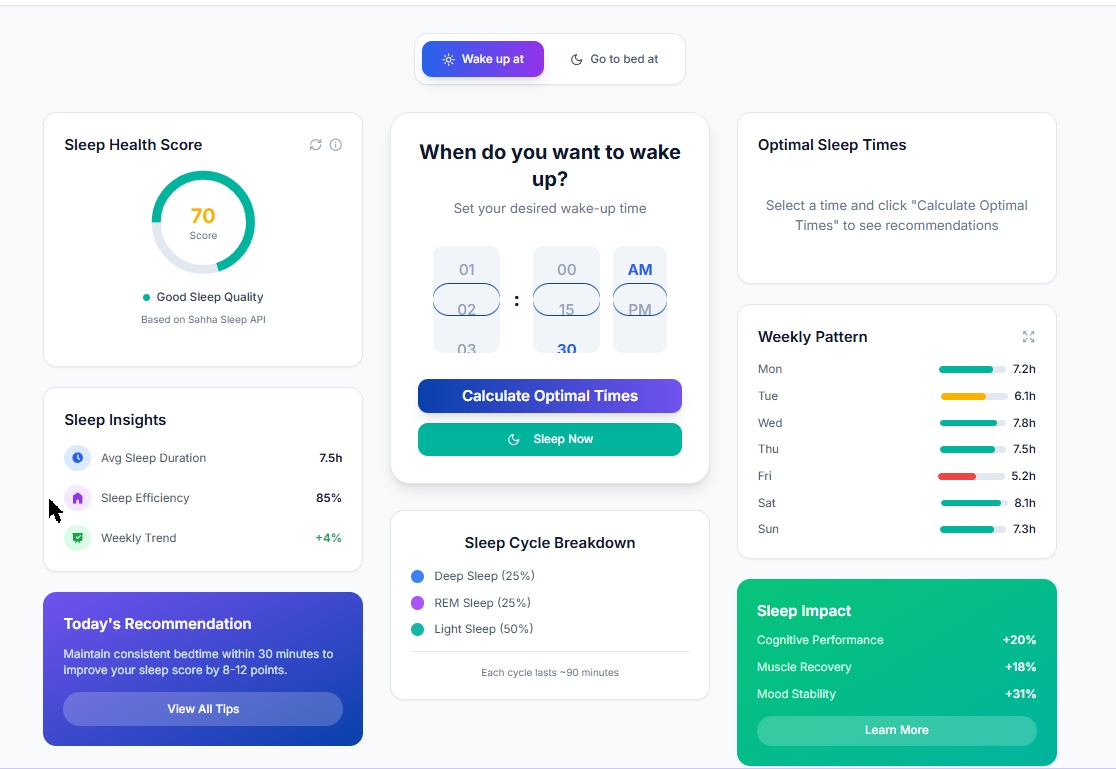 Wake up at
Go to bed at
Sleep Health Score
70
Score
Good Sleep Quality
Based on Sahha Sleep API
Sleep Insights
Avg Sleep Duration 7.5h
Sleep Efficiency 85%
Weekly Trend +4%
Today's Recommendation
Maintain consistent bedtime within 30 minutes to
improve your sleep score by 8-12 points.
View All Tips
When do you want to wake
up?
Set your desired wake-up time
01 00 AM
02 : 15 PM
03 30
Calculate Optimal Times
Sleep Now
Sleep Cycle Breakdown
Deep Sleep (25%)
REM Sleep (25%)
Light Sleep (50%)
Each cycle lasts ~90 minutes
Optimal Sleep Times
Select a time and click "Calculate Optimal
Times" to see recommendations
Weekly Pattern
Mon 7.2h
Tue 6.1h
Wed 7.8h
Thu 7.5h
Fri 5.2h
Sat 8.1h
Sun 7.3h
Sleep Impact
Cognitive Performance +20%
Muscle Recovery +18%
Mood Stability +31%
Learn More